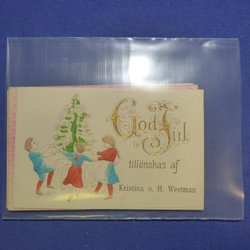 God Jul
tillönskas af
Kristina o. H. Westman